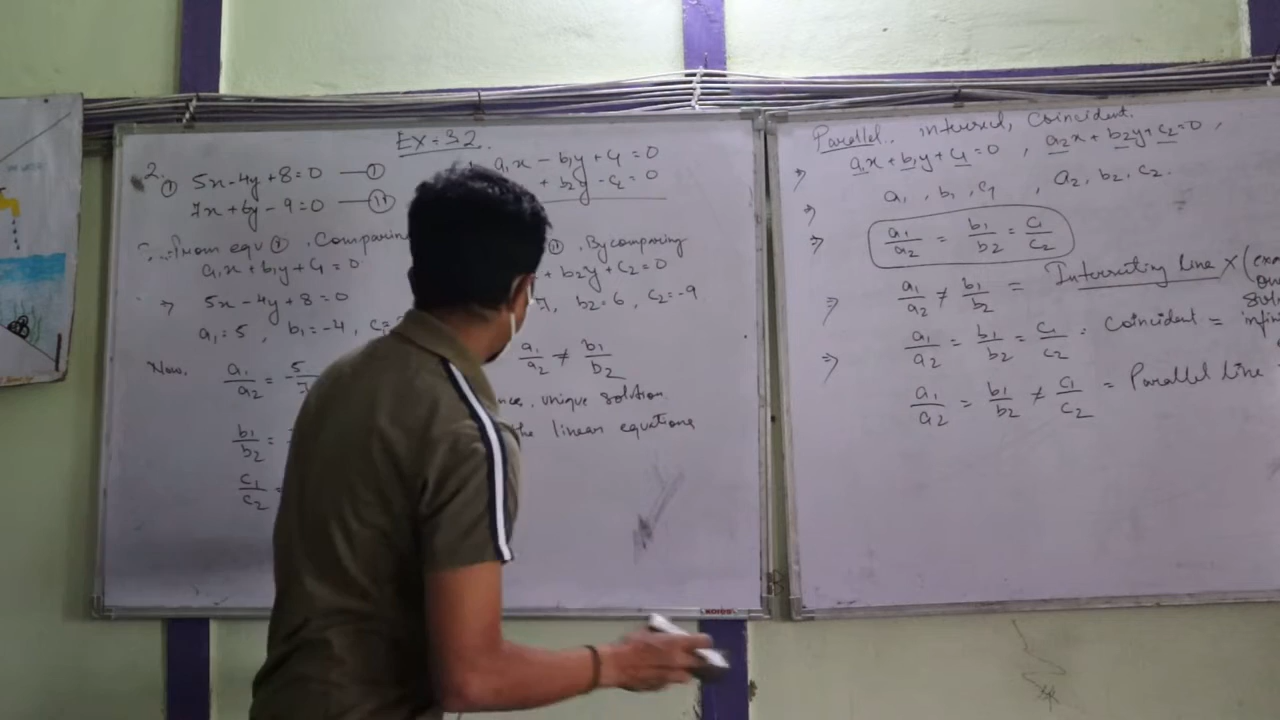 EX - 3.2
2. ① 5x - 4y + 8 = 0 — ①
7x + 6y - 9 = 0 — ②
a₁x - b₁y + c₁ = 0
+ b₂y - c₂ = 0
From equ ①, Comparing
a₁x + b₁y + c₁ = 0
⇒ 5x - 4y + 8 = 0
a₁ = 5, b₁ = -4, c₁ =
Now, a₁/a₂ = 5/7
b₁/b₂ =
c₁/c₂ =
②, By comparing
+ b₂y + c₂ = 0
7, b₂ = 6, c₂ = -9
a₁/a₂ ≠ b₁/b₂
unique solution
the linear equations
KORES
Parallel, intersect, Coincident.
⇒ a₁x + b₁y + c₁ = 0, a₂x + b₂y + c₂ = 0,
⇒ a₁, b₁, c₁, a₂, b₂, c₂.
⇒ a₁/a₂ = b₁/b₂ = c₁/c₂
⇒ a₁/a₂ ≠ b₁/b₂ = Intersecting line
⇒ a₁/a₂ = b₁/b₂ = c₁/c₂ = Coincident =
a₁/a₂ = b₁/b₂ ≠ c₁/c₂ = Parallel line =